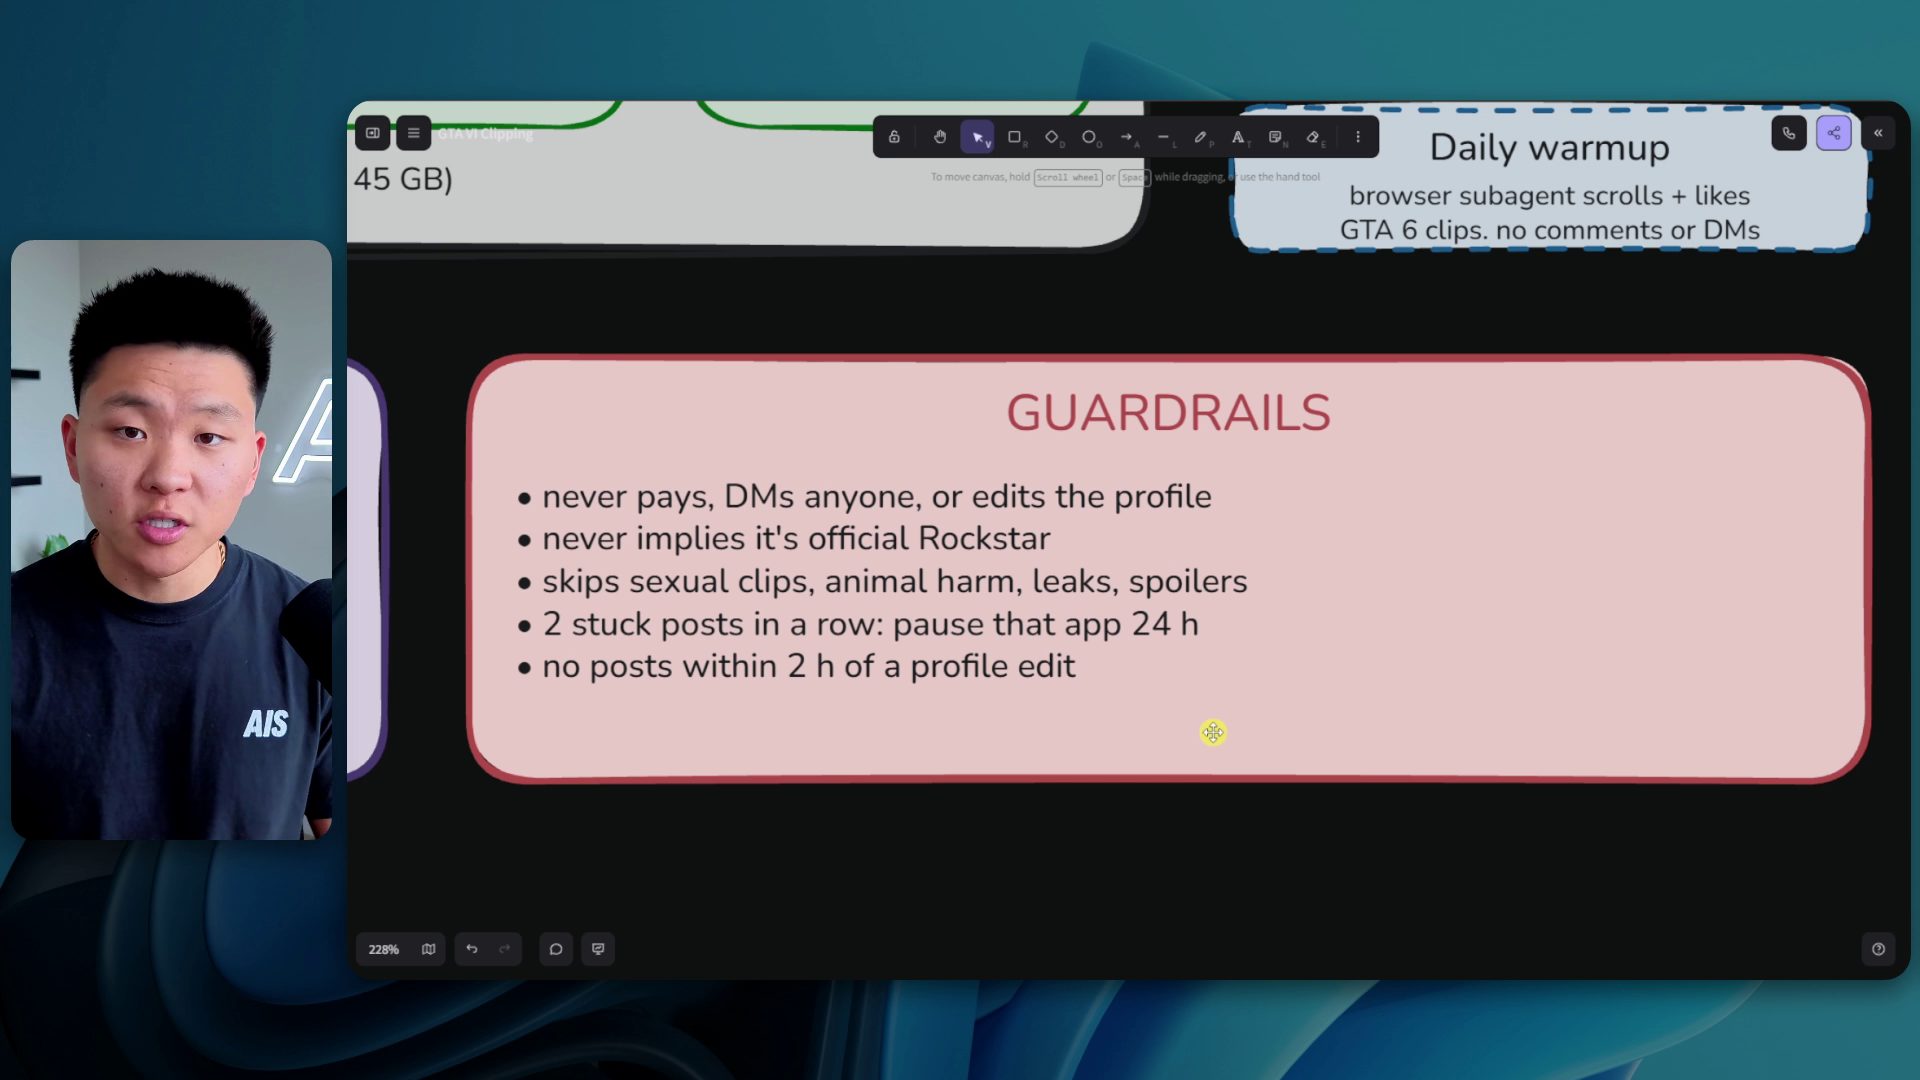 GTA VI Clipping
45 GB)
V
R
D
O
A
L
P
T
N
E
To move canvas, hold Scroll wheel or Space while dragging, or use the hand tool
Daily warmup
browser subagent scrolls + likes
GTA 6 clips. no comments or DMs
GUARDRAILS
• never pays, DMs anyone, or edits the profile
• never implies it's official Rockstar
• skips sexual clips, animal harm, leaks, spoilers
• 2 stuck posts in a row: pause that app 24 h
• no posts within 2 h of a profile edit
AIS
228%